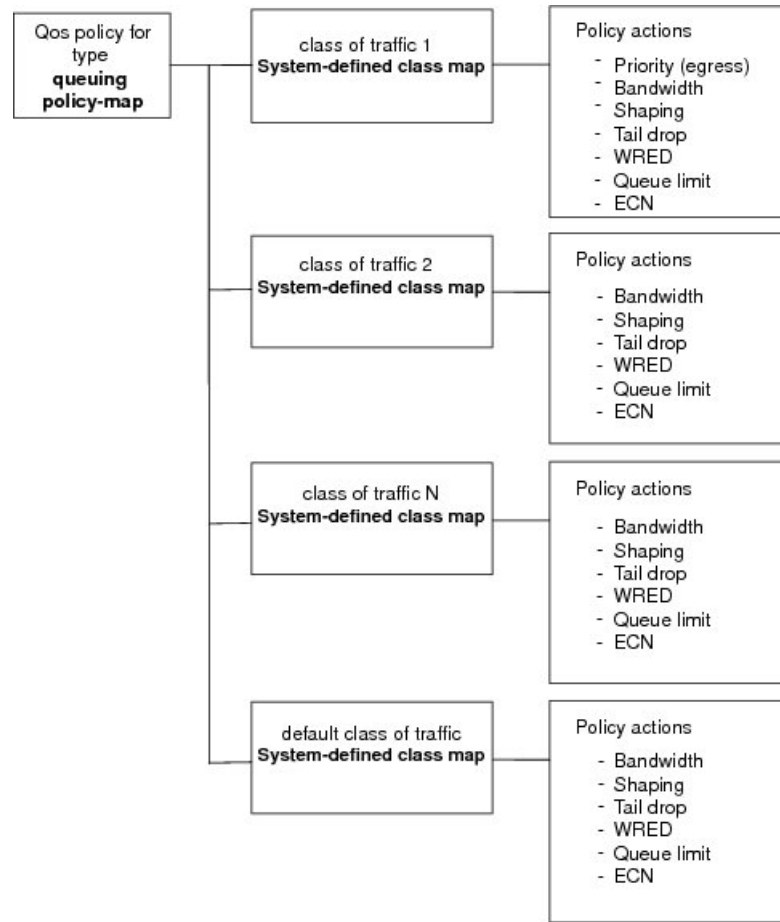 Qos policy for
type
queuing
policy-map
class of traffic 1
System-defined class map
Policy actions
- Priority (egress)
- Bandwidth
- Shaping
- Tail drop
- WRED
- Queue limit
- ECN
class of traffic 2
System-defined class map
Policy actions
- Bandwidth
- Shaping
- Tail drop
- WRED
- Queue limit
- ECN
class of traffic N
System-defined class map
Policy actions
- Bandwidth
- Shaping
- Tail drop
- WRED
- Queue limit
- ECN
default class of traffic
System-defined class map
Policy actions
- Bandwidth
- Shaping
- Tail drop
- WRED
- Queue limit
- ECN